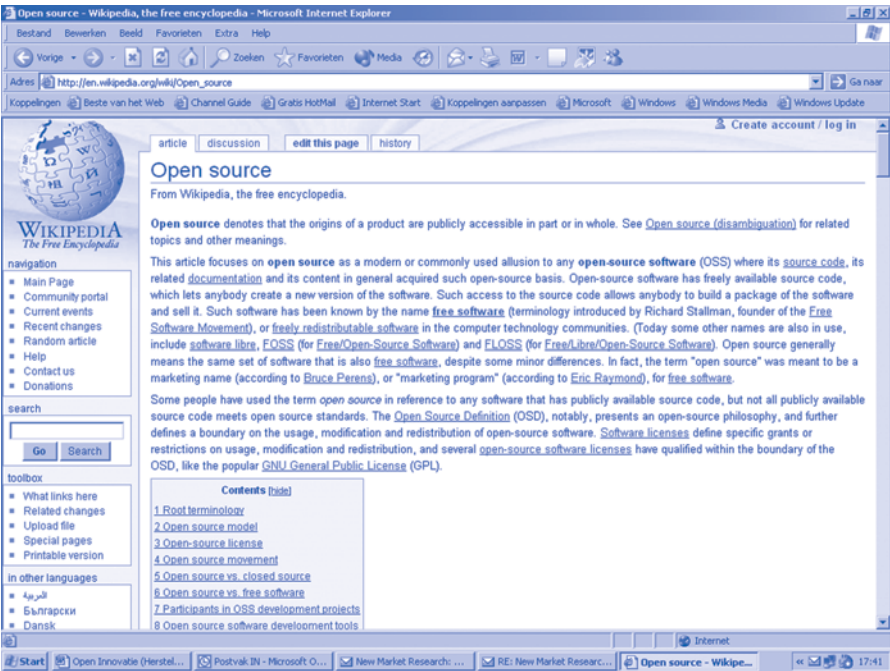 Open source - Wikipedia, the free encyclopedia - Microsoft Internet Explorer
Bestand Bewerken Beeld Favorieten Extra Help
Vorige Zoeken Favorieten Media
Adres http://en.wikipedia.org/wiki/Open_source Ga naar
Koppelingen Beste van het Web Channel Guide Gratis HotMail Internet Start Koppelingen aanpassen Microsoft Windows Windows Media Windows Update
Create account / log in
article discussion edit this page history
Open source
From Wikipedia, the free encyclopedia.
Open source denotes that the origins of a product are publicly accessible in part or in whole. See Open source (disambiguation) for related
topics and other meanings.
This article focuses on open source as a modern or commonly used allusion to any open-source software (OSS) where its source code, its
related documentation and its content in general acquired such open-source basis. Open-source software has freely available source code,
which lets anybody create a new version of the software. Such access to the source code allows anybody to build a package of the software
and sell it. Such software has been known by the name free software (terminology introduced by Richard Stallman, founder of the Free
Software Movement), or freely redistributable software in the computer technology communities. (Today some other names are also in use,
include software libre, FOSS (for Free/Open-Source Software) and FLOSS (for Free/Libre/Open-Source Software). Open source generally
means the same set of software that is also free software, despite some minor differences. In fact, the term "open source" was meant to be a
marketing name (according to Bruce Perens), or "marketing program" (according to Eric Raymond), for free software.
Some people have used the term open source in reference to any software that has publicly available source code, but not all publicly available
source code meets open source standards. The Open Source Definition (OSD), notably, presents an open-source philosophy, and further
defines a boundary on the usage, modification and redistribution of open-source software. Software licenses define specific grants or
restrictions on usage, modification and redistribution, and several open-source software licenses have qualified within the boundary of the
OSD, like the popular GNU General Public License (GPL).
Contents [hide]
1 Root terminology
2 Open source model
3 Open-source license
4 Open source movement
5 Open source vs. closed source
6 Open source vs. free software
7 Participants in OSS development projects
8 Open source software development tools
WIKIPEDIA
The Free Encyclopedia
navigation
Main Page
Community portal
Current events
Recent changes
Random article
Help
Contact us
Donations
search
Go Search
toolbox
What links here
Related changes
Upload file
Special pages
Printable version
in other languages
العربية
Български
Dansk
Internet
Start Open Innovatie (Herstel... Postvak IN - Microsoft O... New Market Research: ... RE: New Market Researc... Open source - Wikipe... 17:41